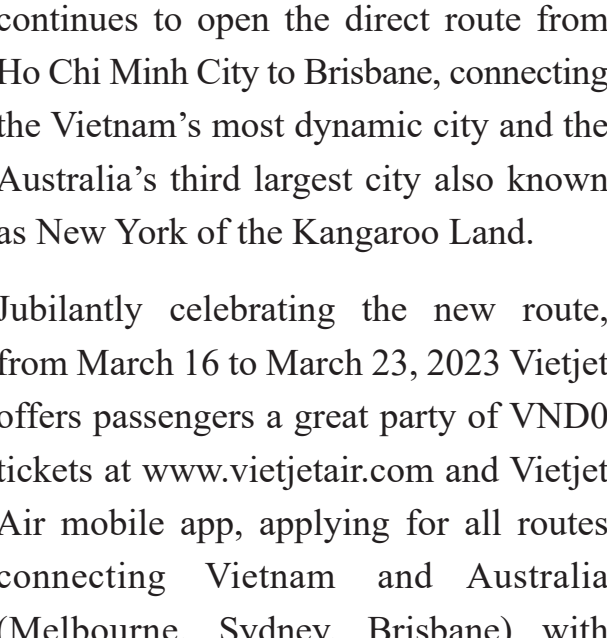 continues to open the direct route from
Ho Chi Minh City to Brisbane, connecting
the Vietnam’s most dynamic city and the
Australia’s third largest city also known
as New York of the Kangaroo Land.
Jubilantly celebrating the new route,
from March 16 to March 23, 2023 Vietjet
offers passengers a great party of VND0
tickets at www.vietjetair.com and Vietjet
Air mobile app, applying for all routes
connecting Vietnam and Australia
(Melbourne, Sydney, Brisbane) with